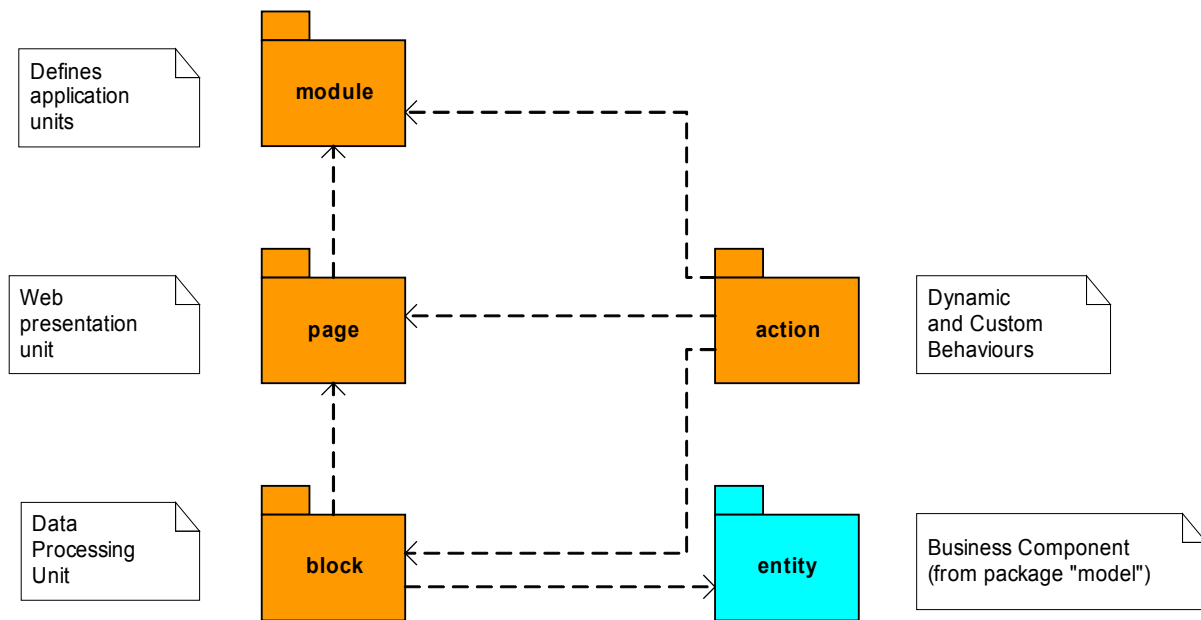 Defines
application
units
module
Web
presentation
unit
page
action
Dynamic
and Custom
Behaviours
Data
Processing
Unit
block
entity
Business Component
(from package "model")